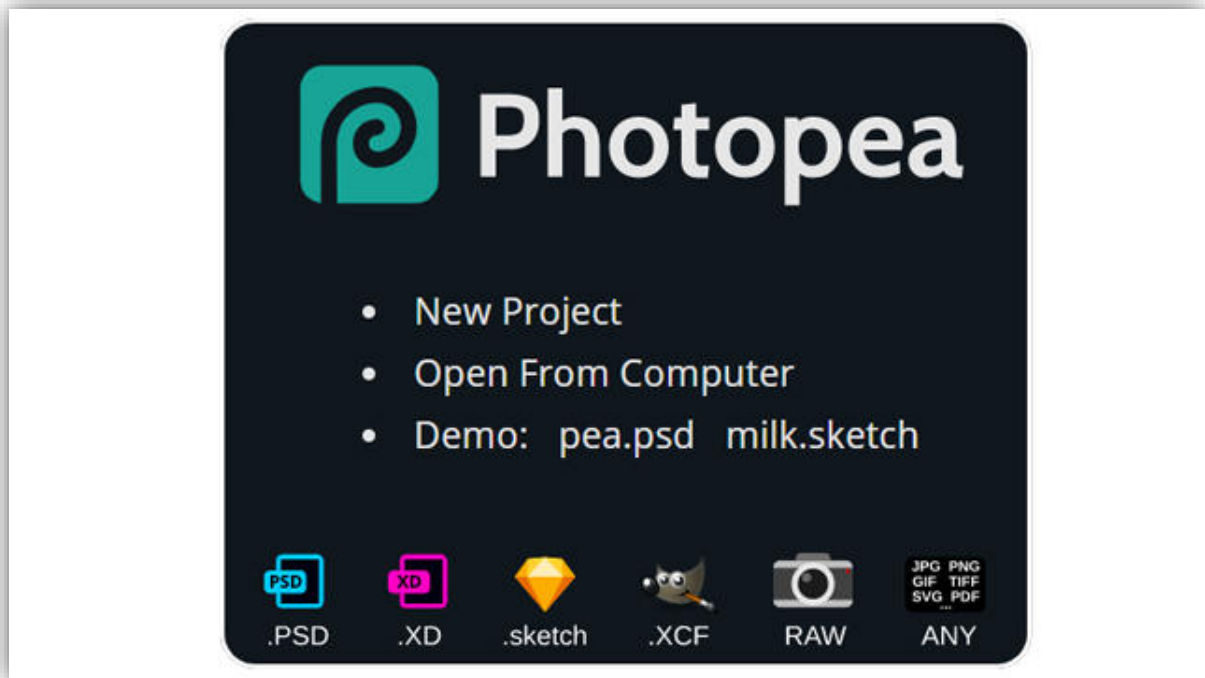 Photopea
• New Project
• Open From Computer
• Demo: pea.psd milk.sketch
PSD
XD
JPG PNG
GIF TIFF
SVG PDF
...
.PSD .XD .sketch .XCF RAW ANY